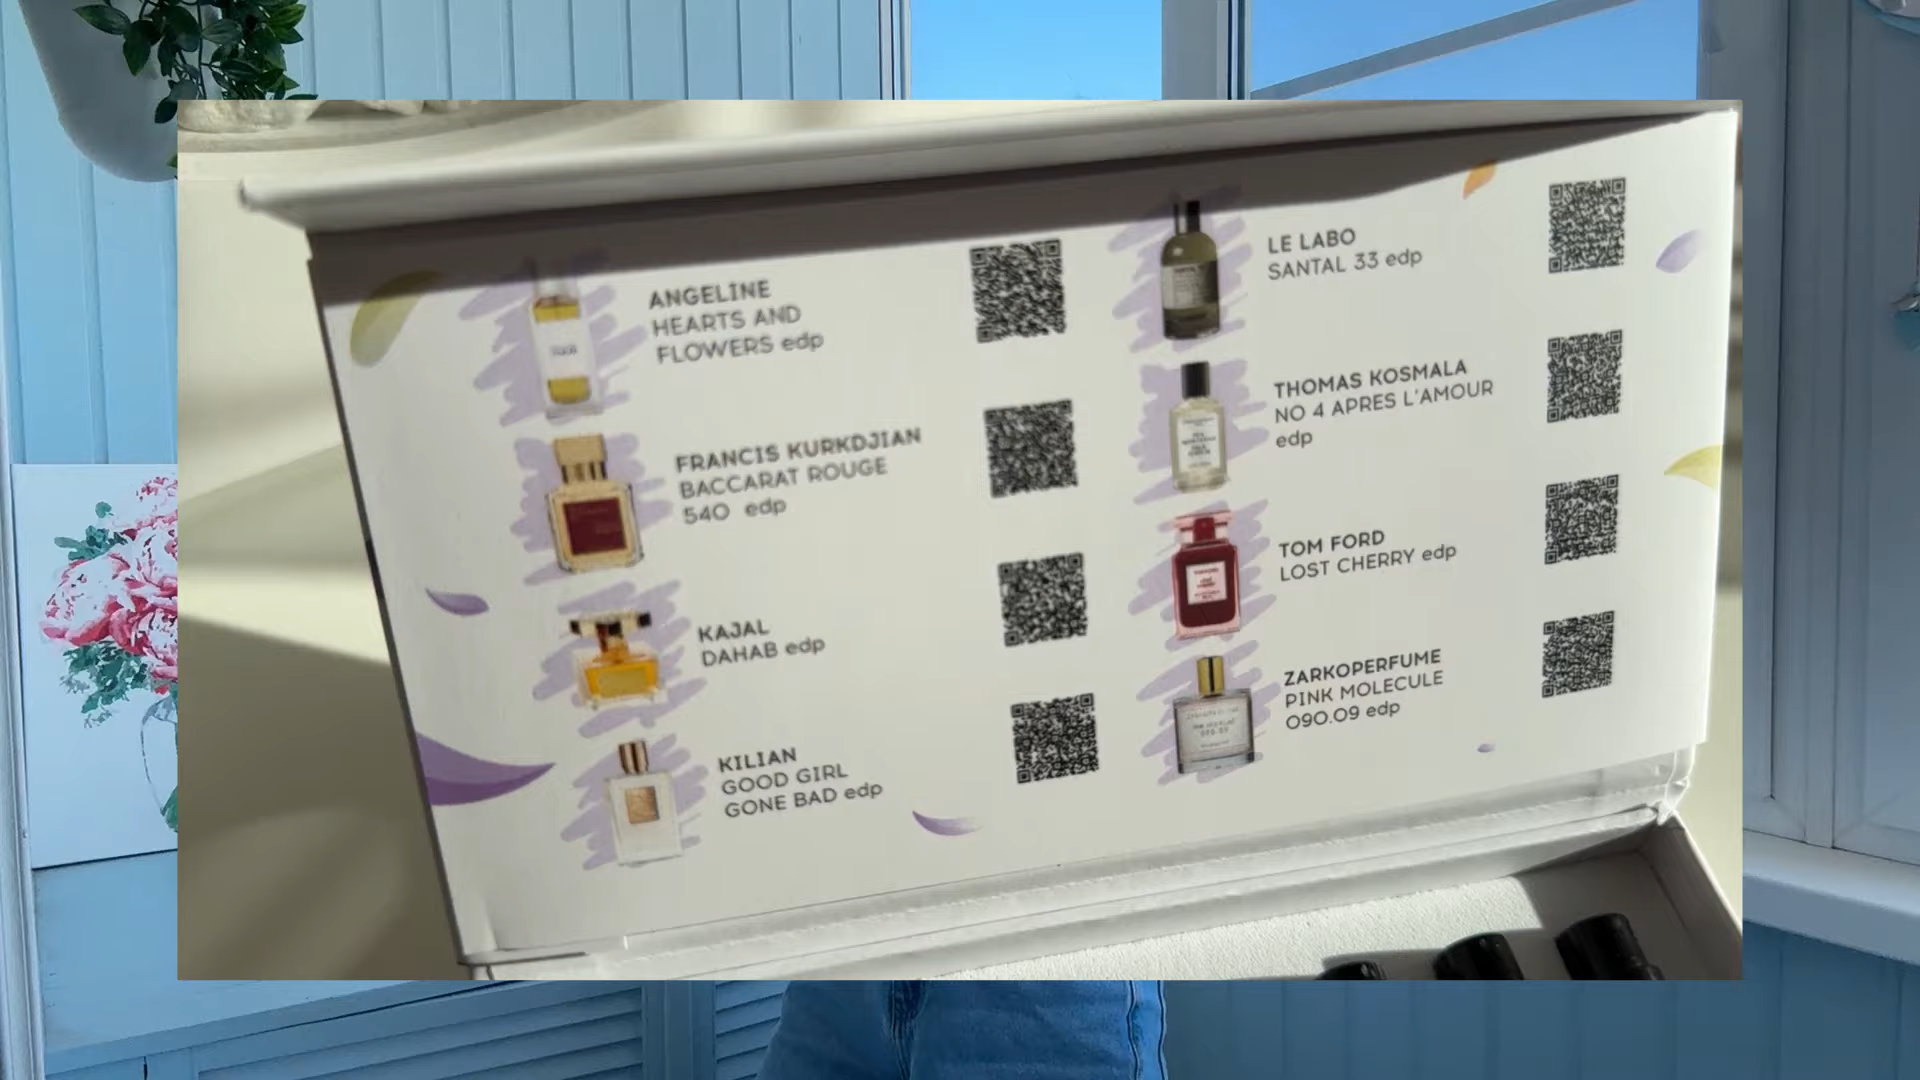 ANGELINE
HEARTS AND
FLOWERS edp
FRANCIS KURKDJIAN
BACCARAT ROUGE
540 edp
KAJAL
DAHAB edp
KILIAN
GOOD GIRL
GONE BAD edp
LE LABO
SANTAL 33 edp
THOMAS KOSMALA
NO 4 APRES L'AMOUR
edp
TOM FORD
LOST CHERRY edp
ZARKOPERFUME
PINK MOLECULE
090.09 edp